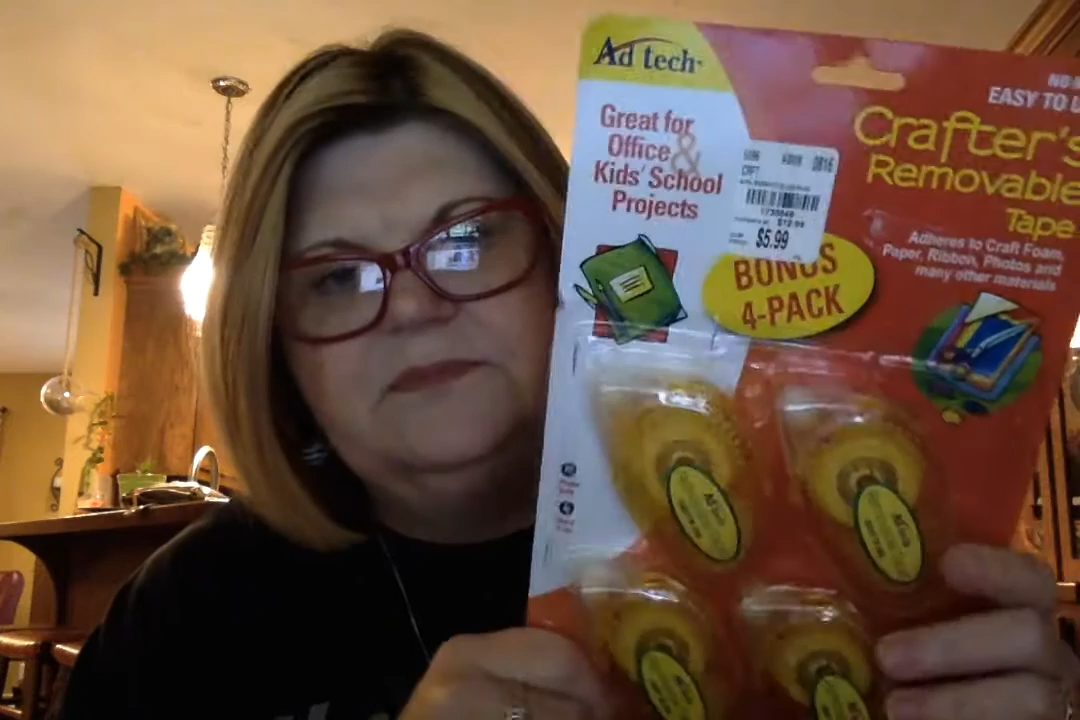 Ad tech
Great for
Office &
Kids' School
Projects
$5.99
BONUS
4-PACK
EASY TO
Crafter's
Removable
Tape
Adheres to Craft Foam,
Paper, Ribbon, Photos and
many other materials